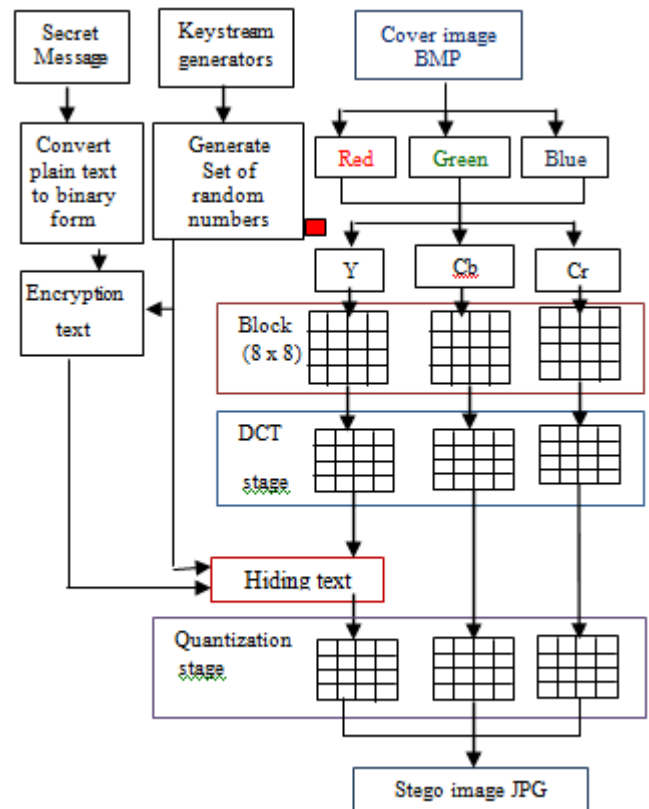 Secret
Message
Keystream
generators
Cover image
BMP
Convert
plain text
to binary
form
Generate
Set of
random
numbers
Red
Green
Blue
Y
Cb
Cr
Encryption
text
Block
(8 x 8)
DCT
stage
Hiding text
Quantization
stage
Stego image JPG